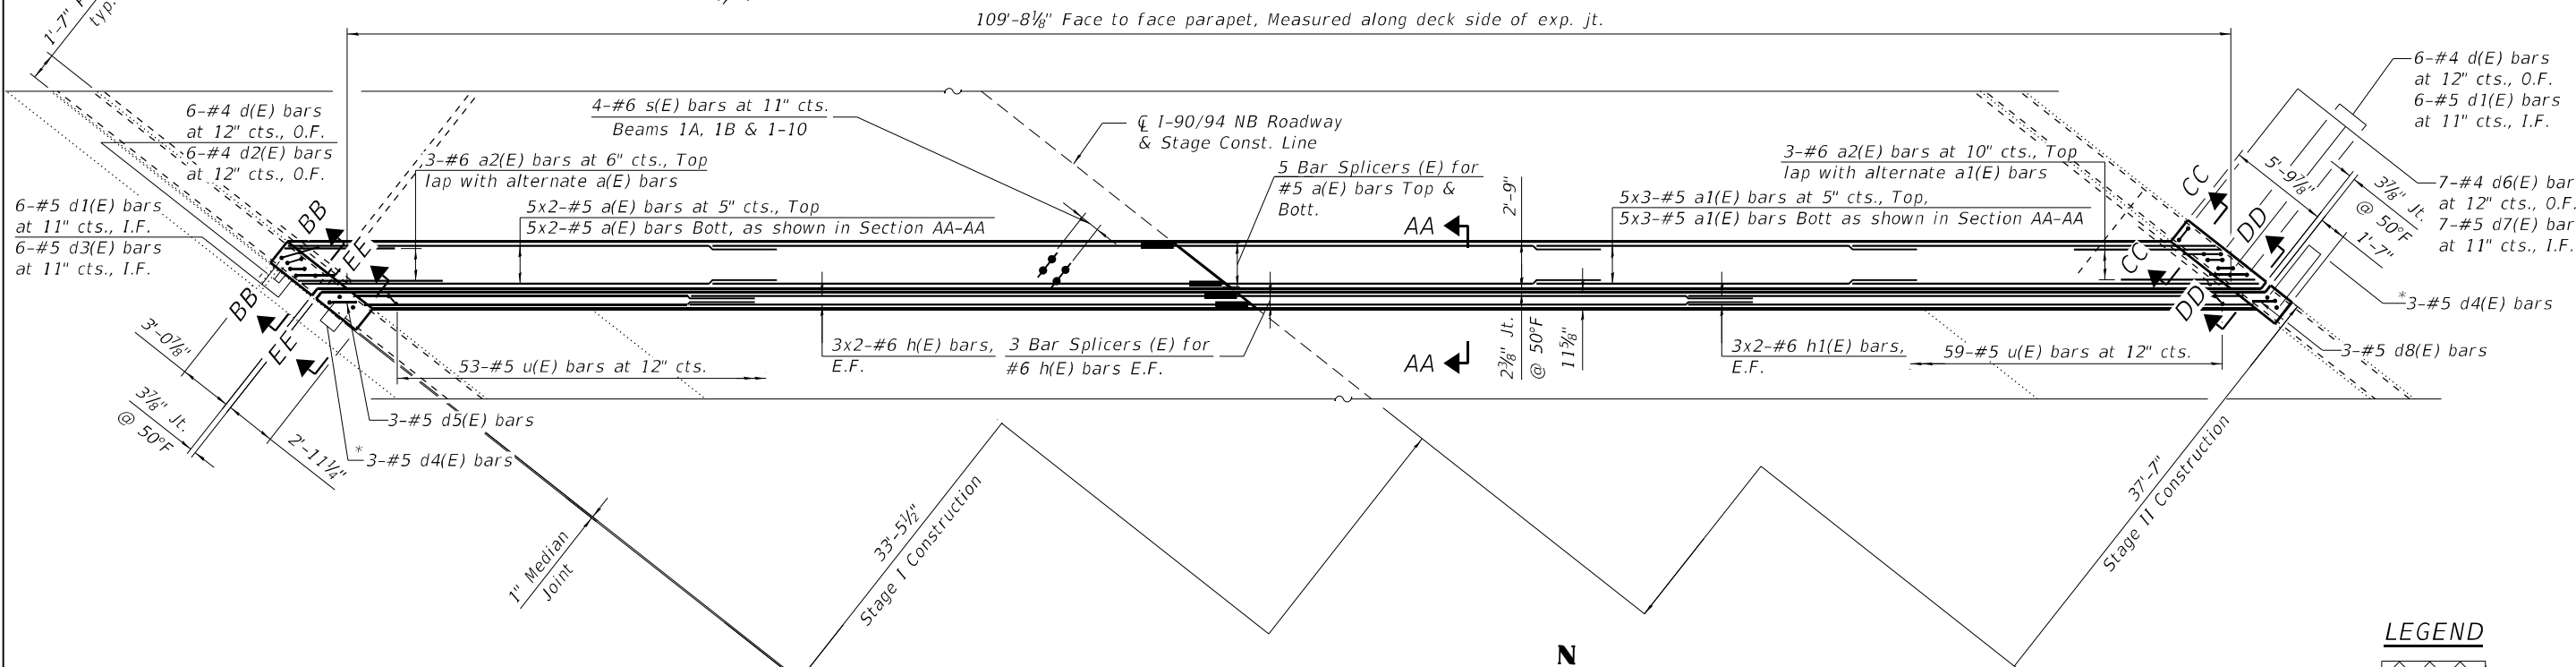 109'-8⅛" Face to face parapet, Measured along deck side of exp. jt.
1'-7"
typ.
6-#4 d(E) bars
at 12" cts., O.F.
6-#4 d2(E) bars
at 12" cts., O.F.
6-#5 d1(E) bars
at 11" cts., I.F.
6-#5 d3(E) bars
at 11" cts., I.F.
3-#6 a2(E) bars at 6" cts., Top
lap with alternate a(E) bars
5x2-#5 a(E) bars at 5" cts., Top
5x2-#5 a(E) bars Bott, as shown in Section AA-AA
4-#6 s(E) bars at 11" cts.
Beams 1A, 1B & 1-10
℄ I-90/94 NB Roadway
& Stage Const. Line
5 Bar Splicers (E) for
#5 a(E) bars Top &
Bott.
AA
2'-9"
3-#6 a2(E) bars at 10" cts., Top
lap with alternate a1(E) bars
5x3-#5 a1(E) bars at 5" cts., Top,
5x3-#5 a1(E) bars Bott as shown in Section AA-AA
6-#4 d(E) bars
at 12" cts., O.F.
6-#5 d1(E) bars
at 11" cts., I.F.
7-#4 d6(E) bar
at 12" cts., O.F.
7-#5 d7(E) bar
at 11" cts., I.F.
5'-9⅞"
3⅞" Jt.
@ 50°F
1'-7"
CC
CC
DD
DD
*3-#5 d4(E) bars
3-#5 d8(E) bars
BB
BB
EE
EE
3'-0⅞"
3⅞" Jt.
@ 50°F
2'-11¼"
53-#5 u(E) bars at 12" cts.
3-#5 d5(E) bars
*3-#5 d4(E) bars
3x2-#6 h(E) bars,
E.F.
3 Bar Splicers (E) for
#6 h(E) bars E.F.
AA
2⅜" Jt.
@ 50°F
11⅝"
3x2-#6 h1(E) bars,
E.F.
59-#5 u(E) bars at 12" cts.
1" Median
Joint
33'-5½"
Stage I Construction
37'-7"
Stage II Construction
N
LEGEND